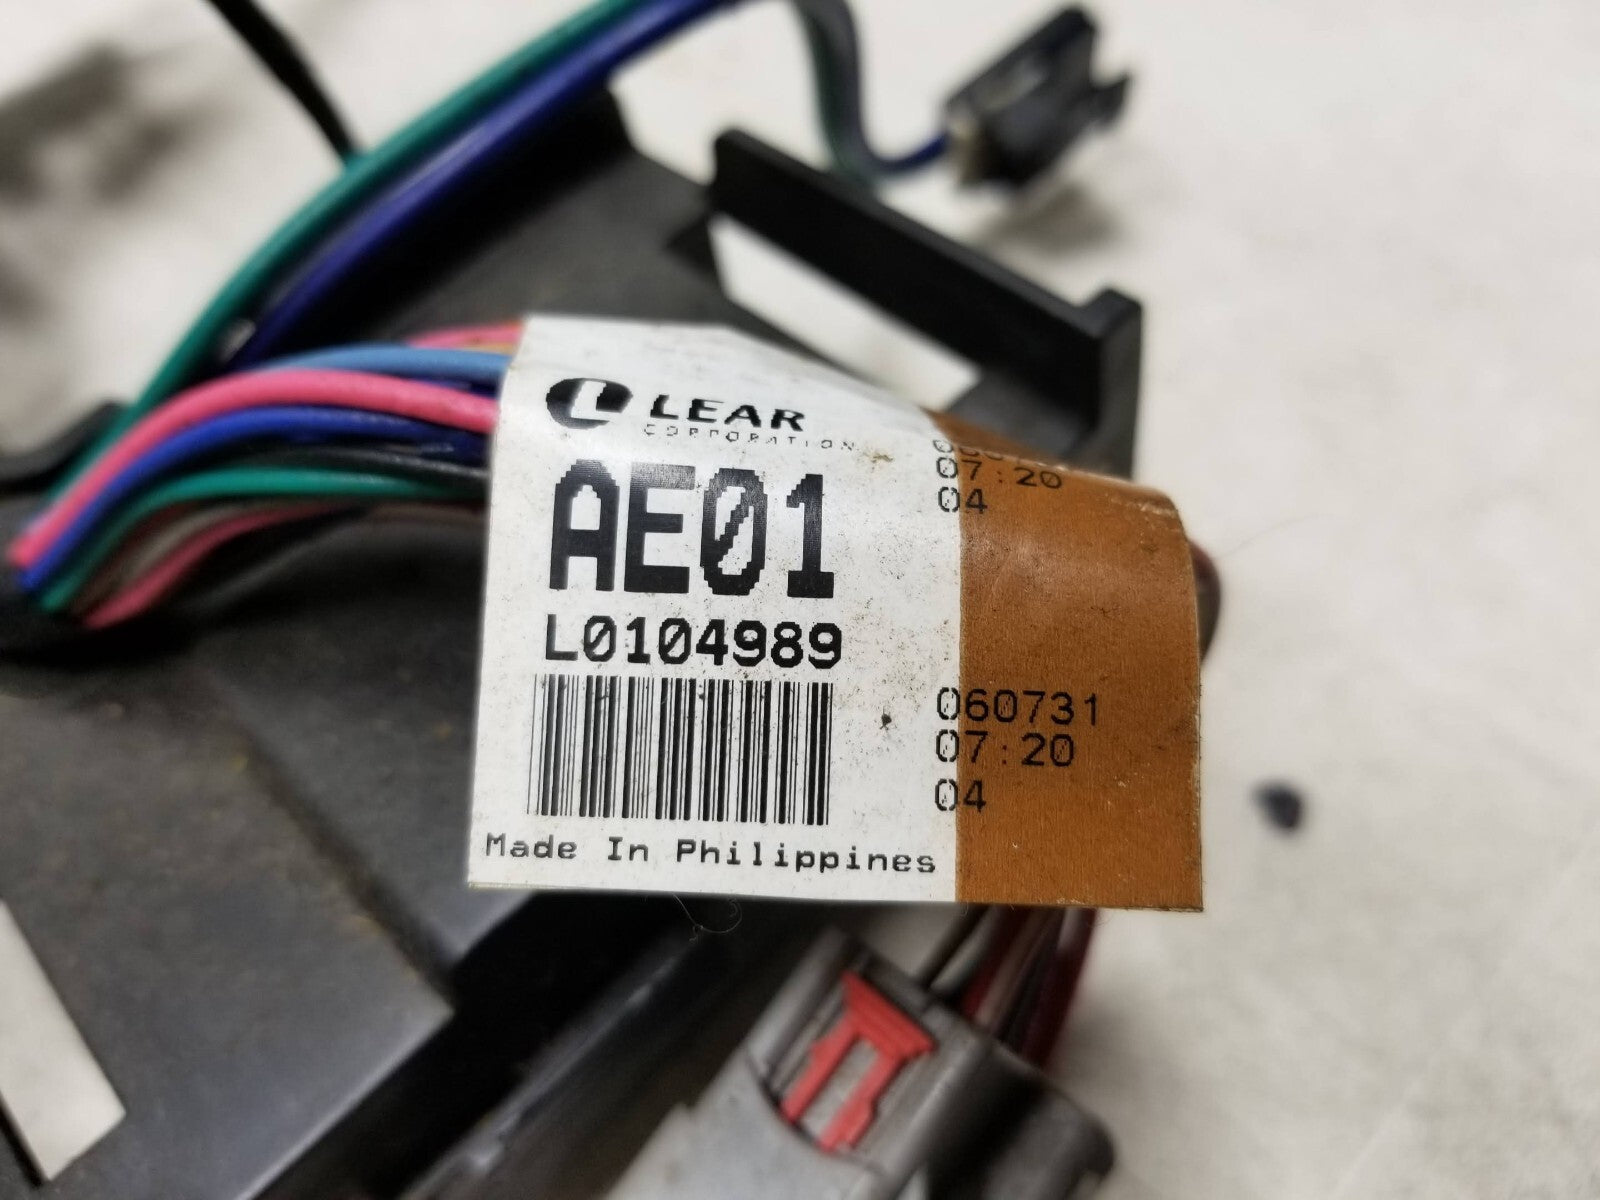 LEAR
CORPORATION
AE01
L0104989
Made In Philippines
07:20
04
060731
07:20
04